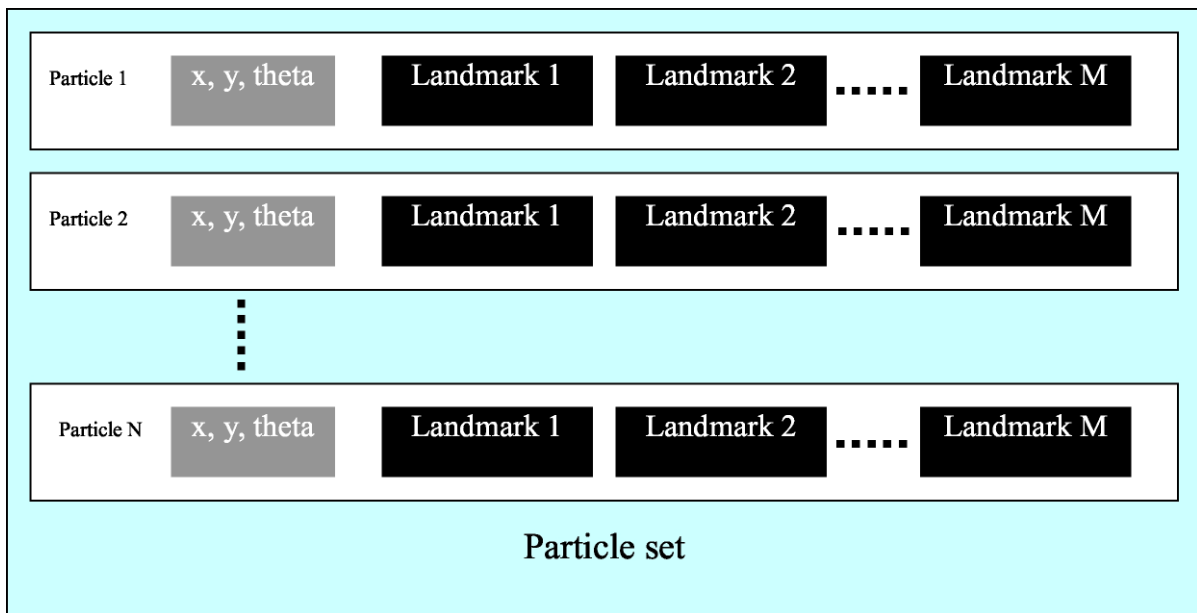 Particle 1 x, y, theta Landmark 1 Landmark 2 Landmark M
Particle 2 x, y, theta Landmark 1 Landmark 2 Landmark M
Particle N x, y, theta Landmark 1 Landmark 2 Landmark M
Particle set